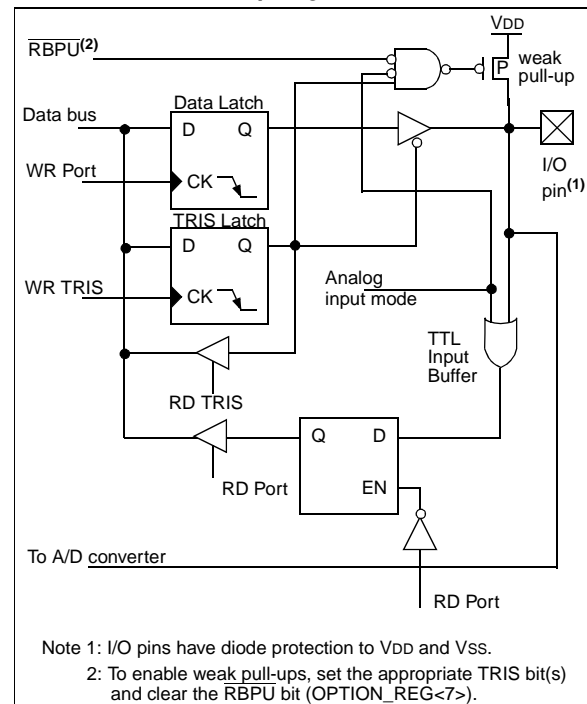 VDD
RBPU(2)
P
weak
pull-up
Data Latch
Data bus
D
Q
WR Port
CK
I/O
pin(1)
TRIS Latch
D
Q
WR TRIS
CK
Analog
input mode
TTL
Input
Buffer
RD TRIS
Q
D
RD Port
EN
To A/D converter
RD Port
Note 1: I/O pins have diode protection to VDD and VSS.
2: To enable weak pull-ups, set the appropriate TRIS bit(s)
and clear the RBPU bit (OPTION_REG<7>).